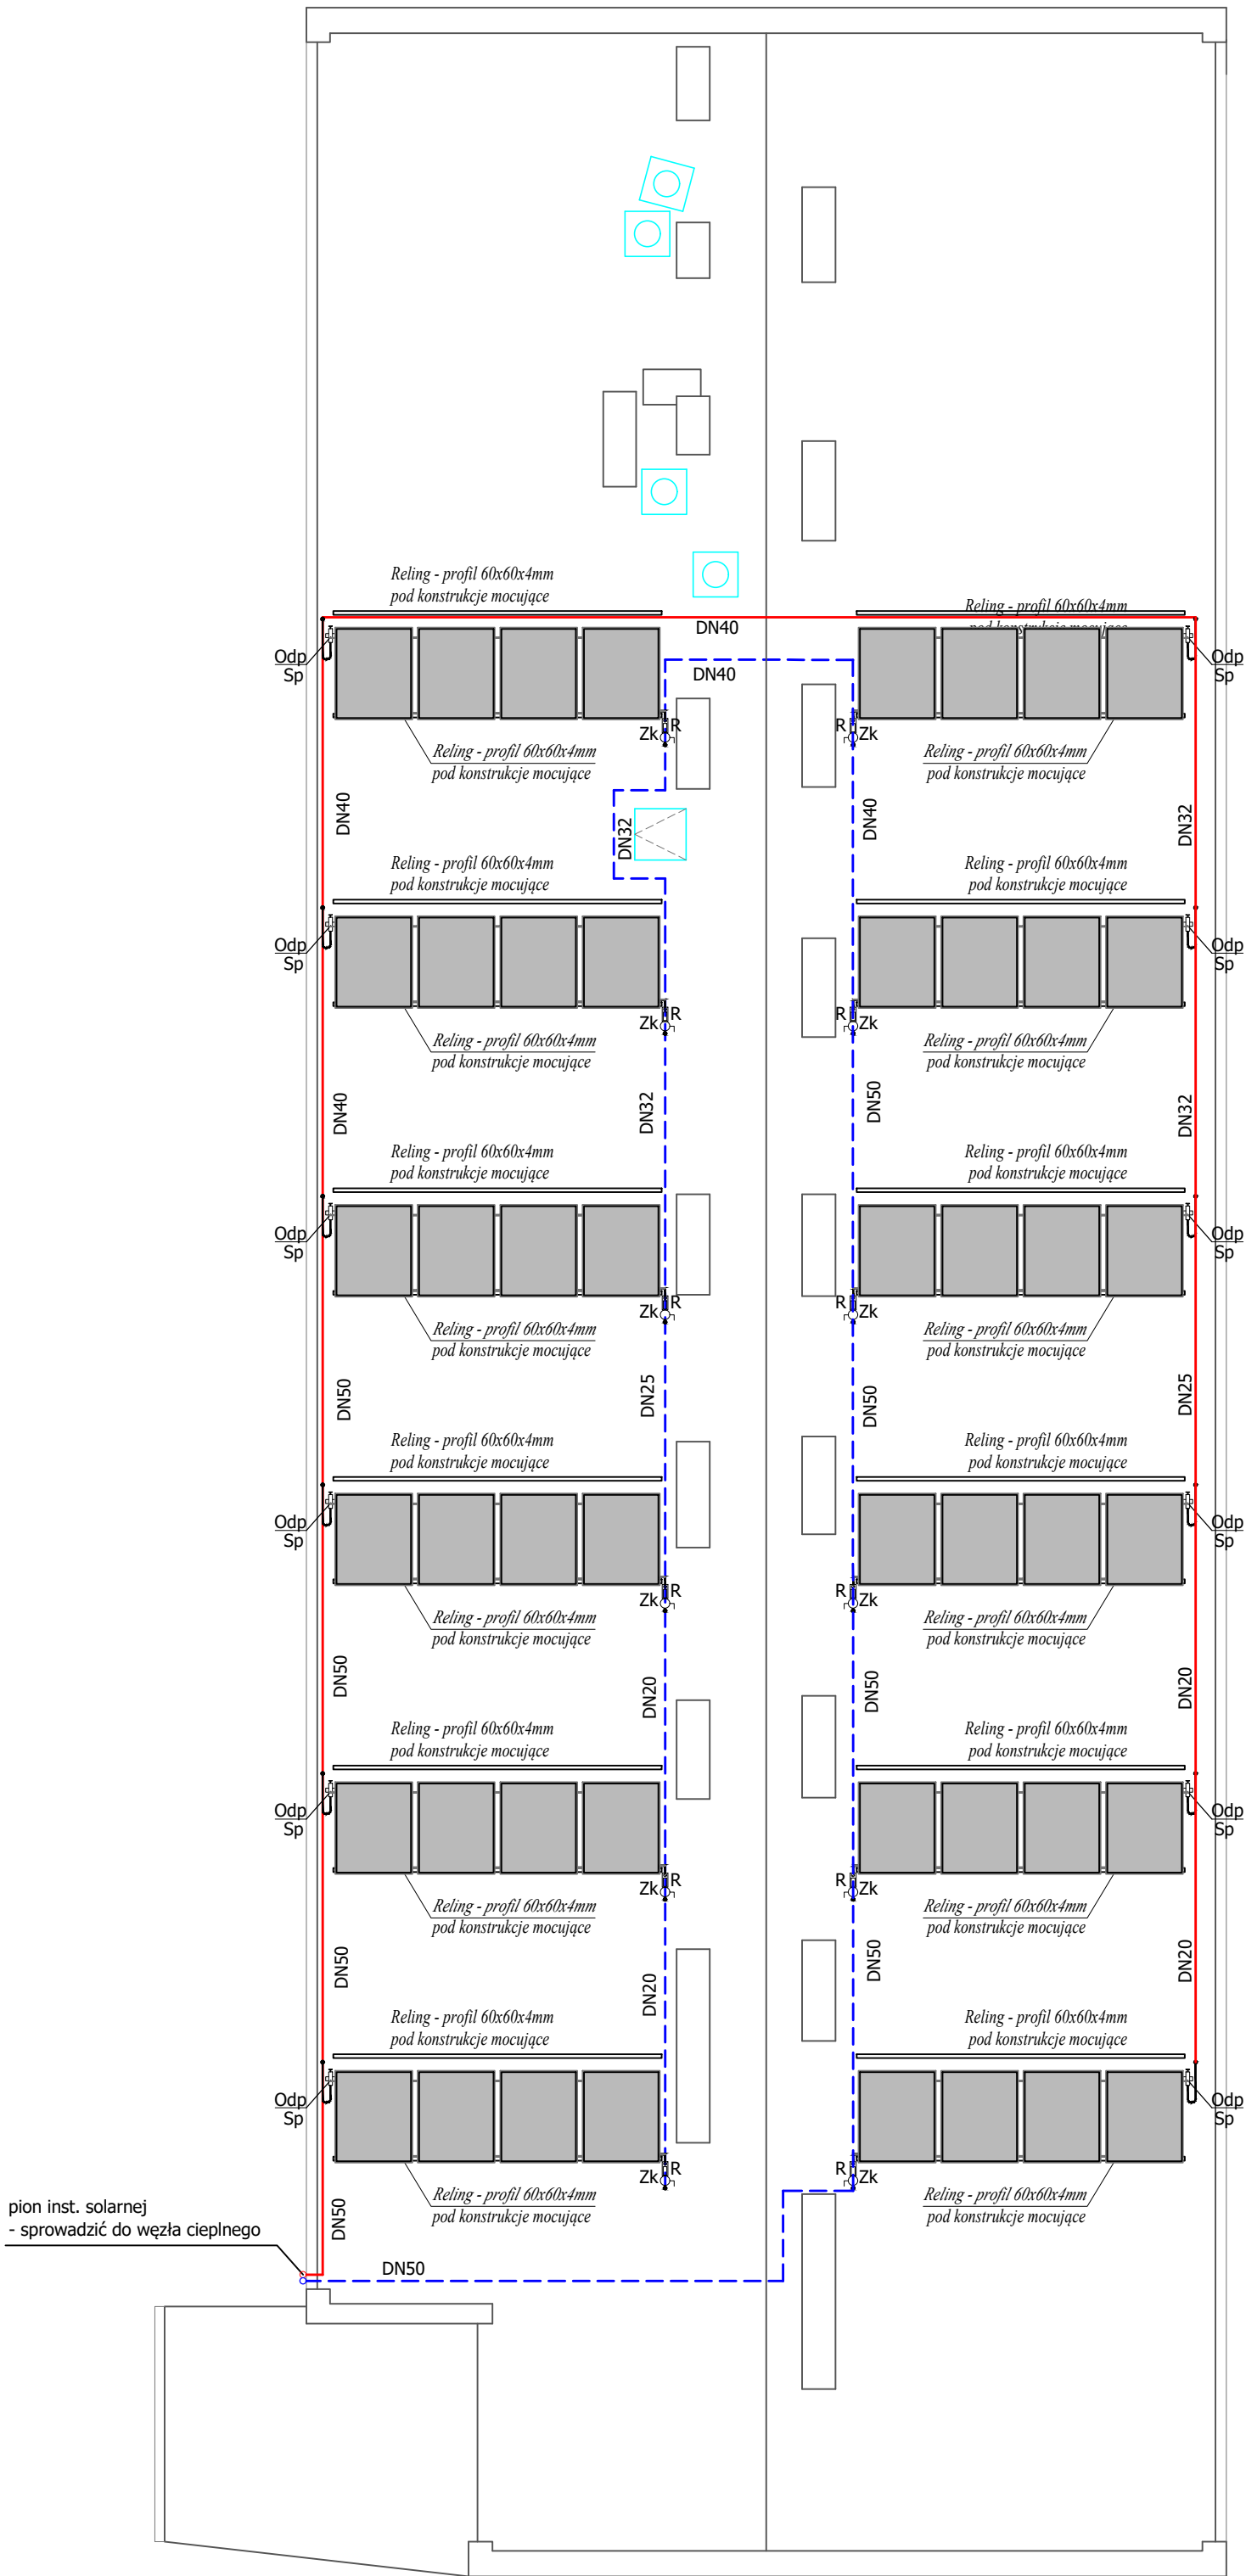 Reling - profil 60x60x4mm
pod konstrukcje mocujące
Reling - profil 60x60x4mm
pod konstrukcje mocujące
DN40
Odp
Sp
Odp
Sp
DN40
Zk R
R Zk
Reling - profil 60x60x4mm
pod konstrukcje mocujące
Reling - profil 60x60x4mm
pod konstrukcje mocujące
DN40
DN32
DN40
DN32
Reling - profil 60x60x4mm
pod konstrukcje mocujące
Reling - profil 60x60x4mm
pod konstrukcje mocujące
Odp
Sp
Odp
Sp
Zk R
R Zk
Reling - profil 60x60x4mm
pod konstrukcje mocujące
Reling - profil 60x60x4mm
pod konstrukcje mocujące
DN40
DN32
DN50
DN32
Reling - profil 60x60x4mm
pod konstrukcje mocujące
Reling - profil 60x60x4mm
pod konstrukcje mocujące
Odp
Sp
Odp
Sp
Zk R
R Zk
Reling - profil 60x60x4mm
pod konstrukcje mocujące
Reling - profil 60x60x4mm
pod konstrukcje mocujące
DN50
DN25
DN50
DN25
Reling - profil 60x60x4mm
pod konstrukcje mocujące
Reling - profil 60x60x4mm
pod konstrukcje mocujące
Odp
Sp
Odp
Sp
Zk R
R Zk
Reling - profil 60x60x4mm
pod konstrukcje mocujące
Reling - profil 60x60x4mm
pod konstrukcje mocujące
DN50
DN20
DN50
DN20
Reling - profil 60x60x4mm
pod konstrukcje mocujące
Reling - profil 60x60x4mm
pod konstrukcje mocujące
Odp
Sp
Odp
Sp
Zk R
R Zk
Reling - profil 60x60x4mm
pod konstrukcje mocujące
Reling - profil 60x60x4mm
pod konstrukcje mocujące
DN50
DN20
DN50
DN20
Reling - profil 60x60x4mm
pod konstrukcje mocujące
Reling - profil 60x60x4mm
pod konstrukcje mocujące
Odp
Sp
Odp
Sp
Zk R
R Zk
Reling - profil 60x60x4mm
pod konstrukcje mocujące
Reling - profil 60x60x4mm
pod konstrukcje mocujące
DN50
pion inst. solarnej
- sprowadzić do węzła cieplnego
DN50